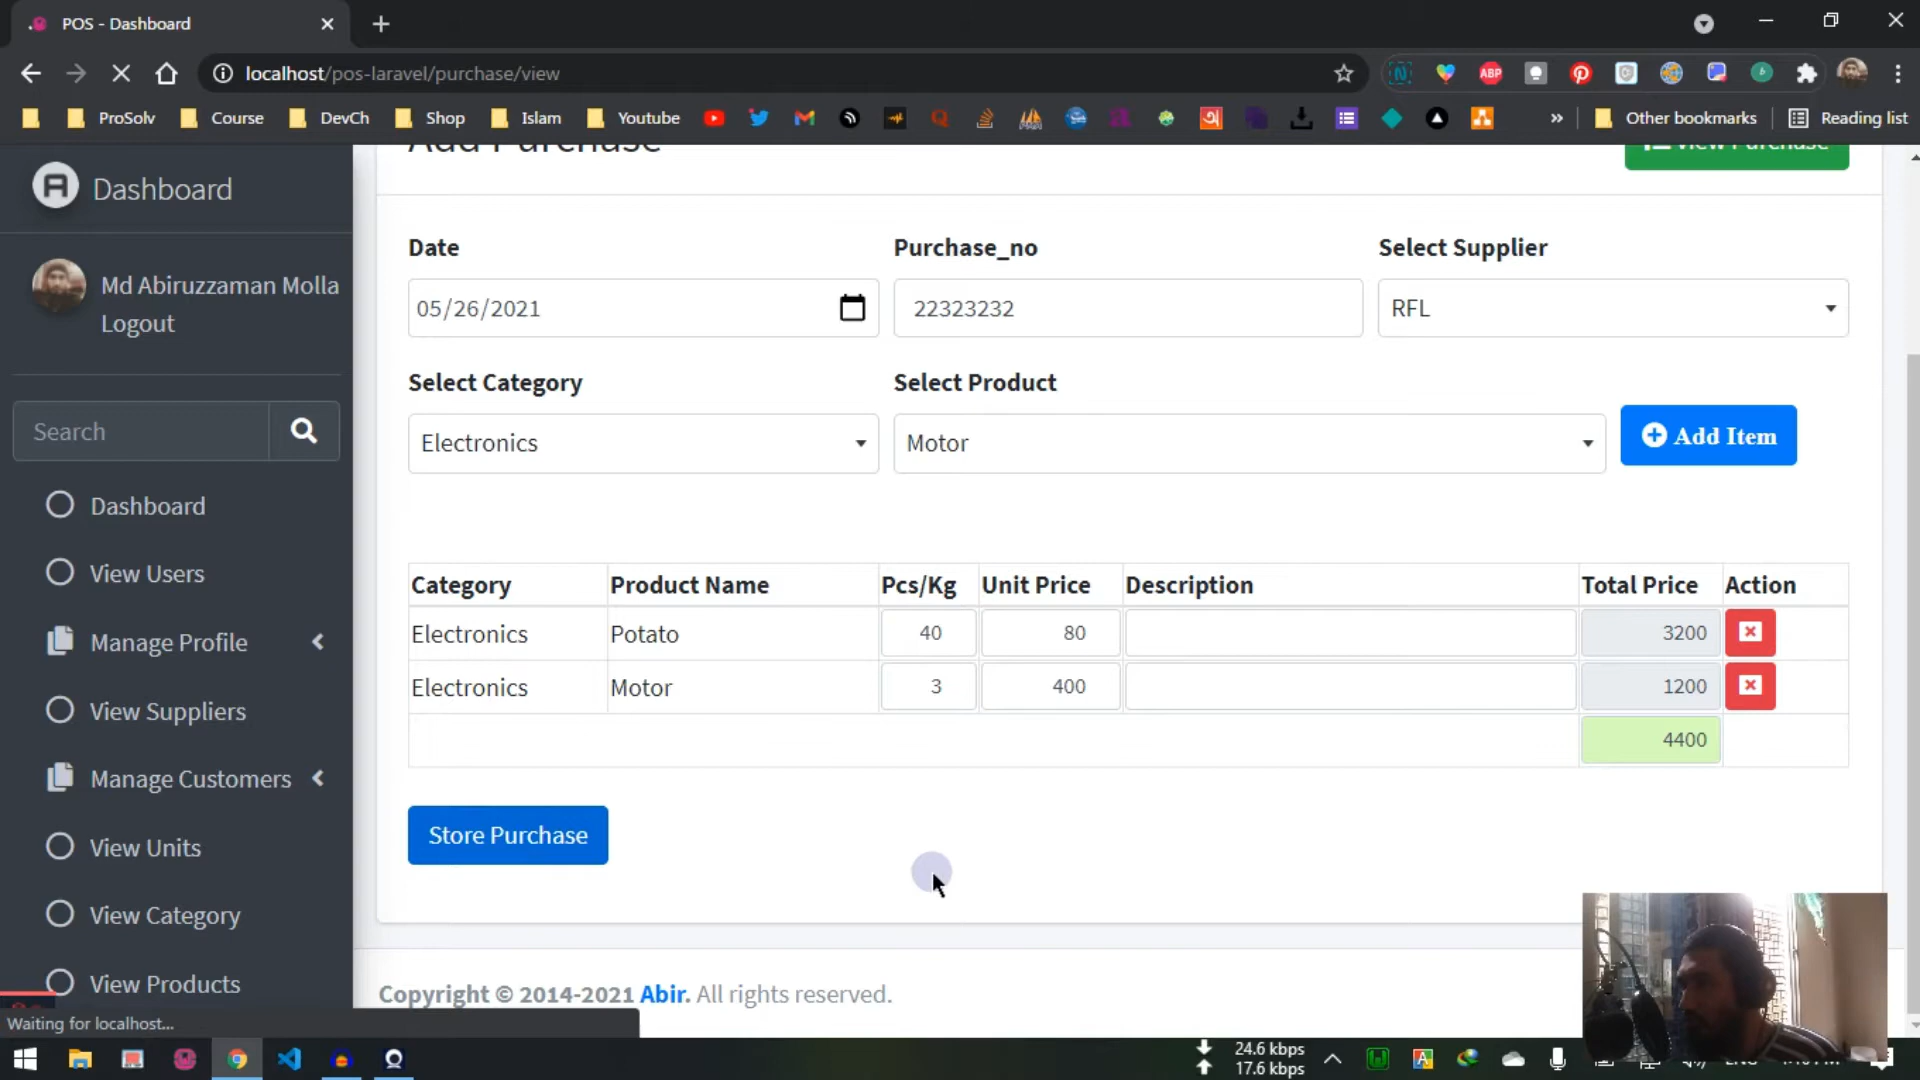 POS - Dashboard
localhost/pos-laravel/purchase/view
ProSolv
Course
DevCh
Shop
Islam
Youtube
Other bookmarks
Reading list
ABP
Dashboard
Md Abiruzzaman Molla
Logout
Search
Dashboard
View Users
Manage Profile
View Suppliers
Manage Customers
View Units
View Category
View Products
Add Purchase
View Purchase
Date
Purchase_no
Select Supplier
05/26/2021
22323232
RFL
Select Category
Select Product
Electronics
Motor
Add Item
Category Product Name Pcs/Kg Unit Price Description Total Price Action
Electronics Potato 40 80 3200
Electronics Motor 3 400 1200
4400
Store Purchase
Copyright © 2014-2021 Abir. All rights reserved.
Waiting for localhost...
24.6 kbps
17.6 kbps